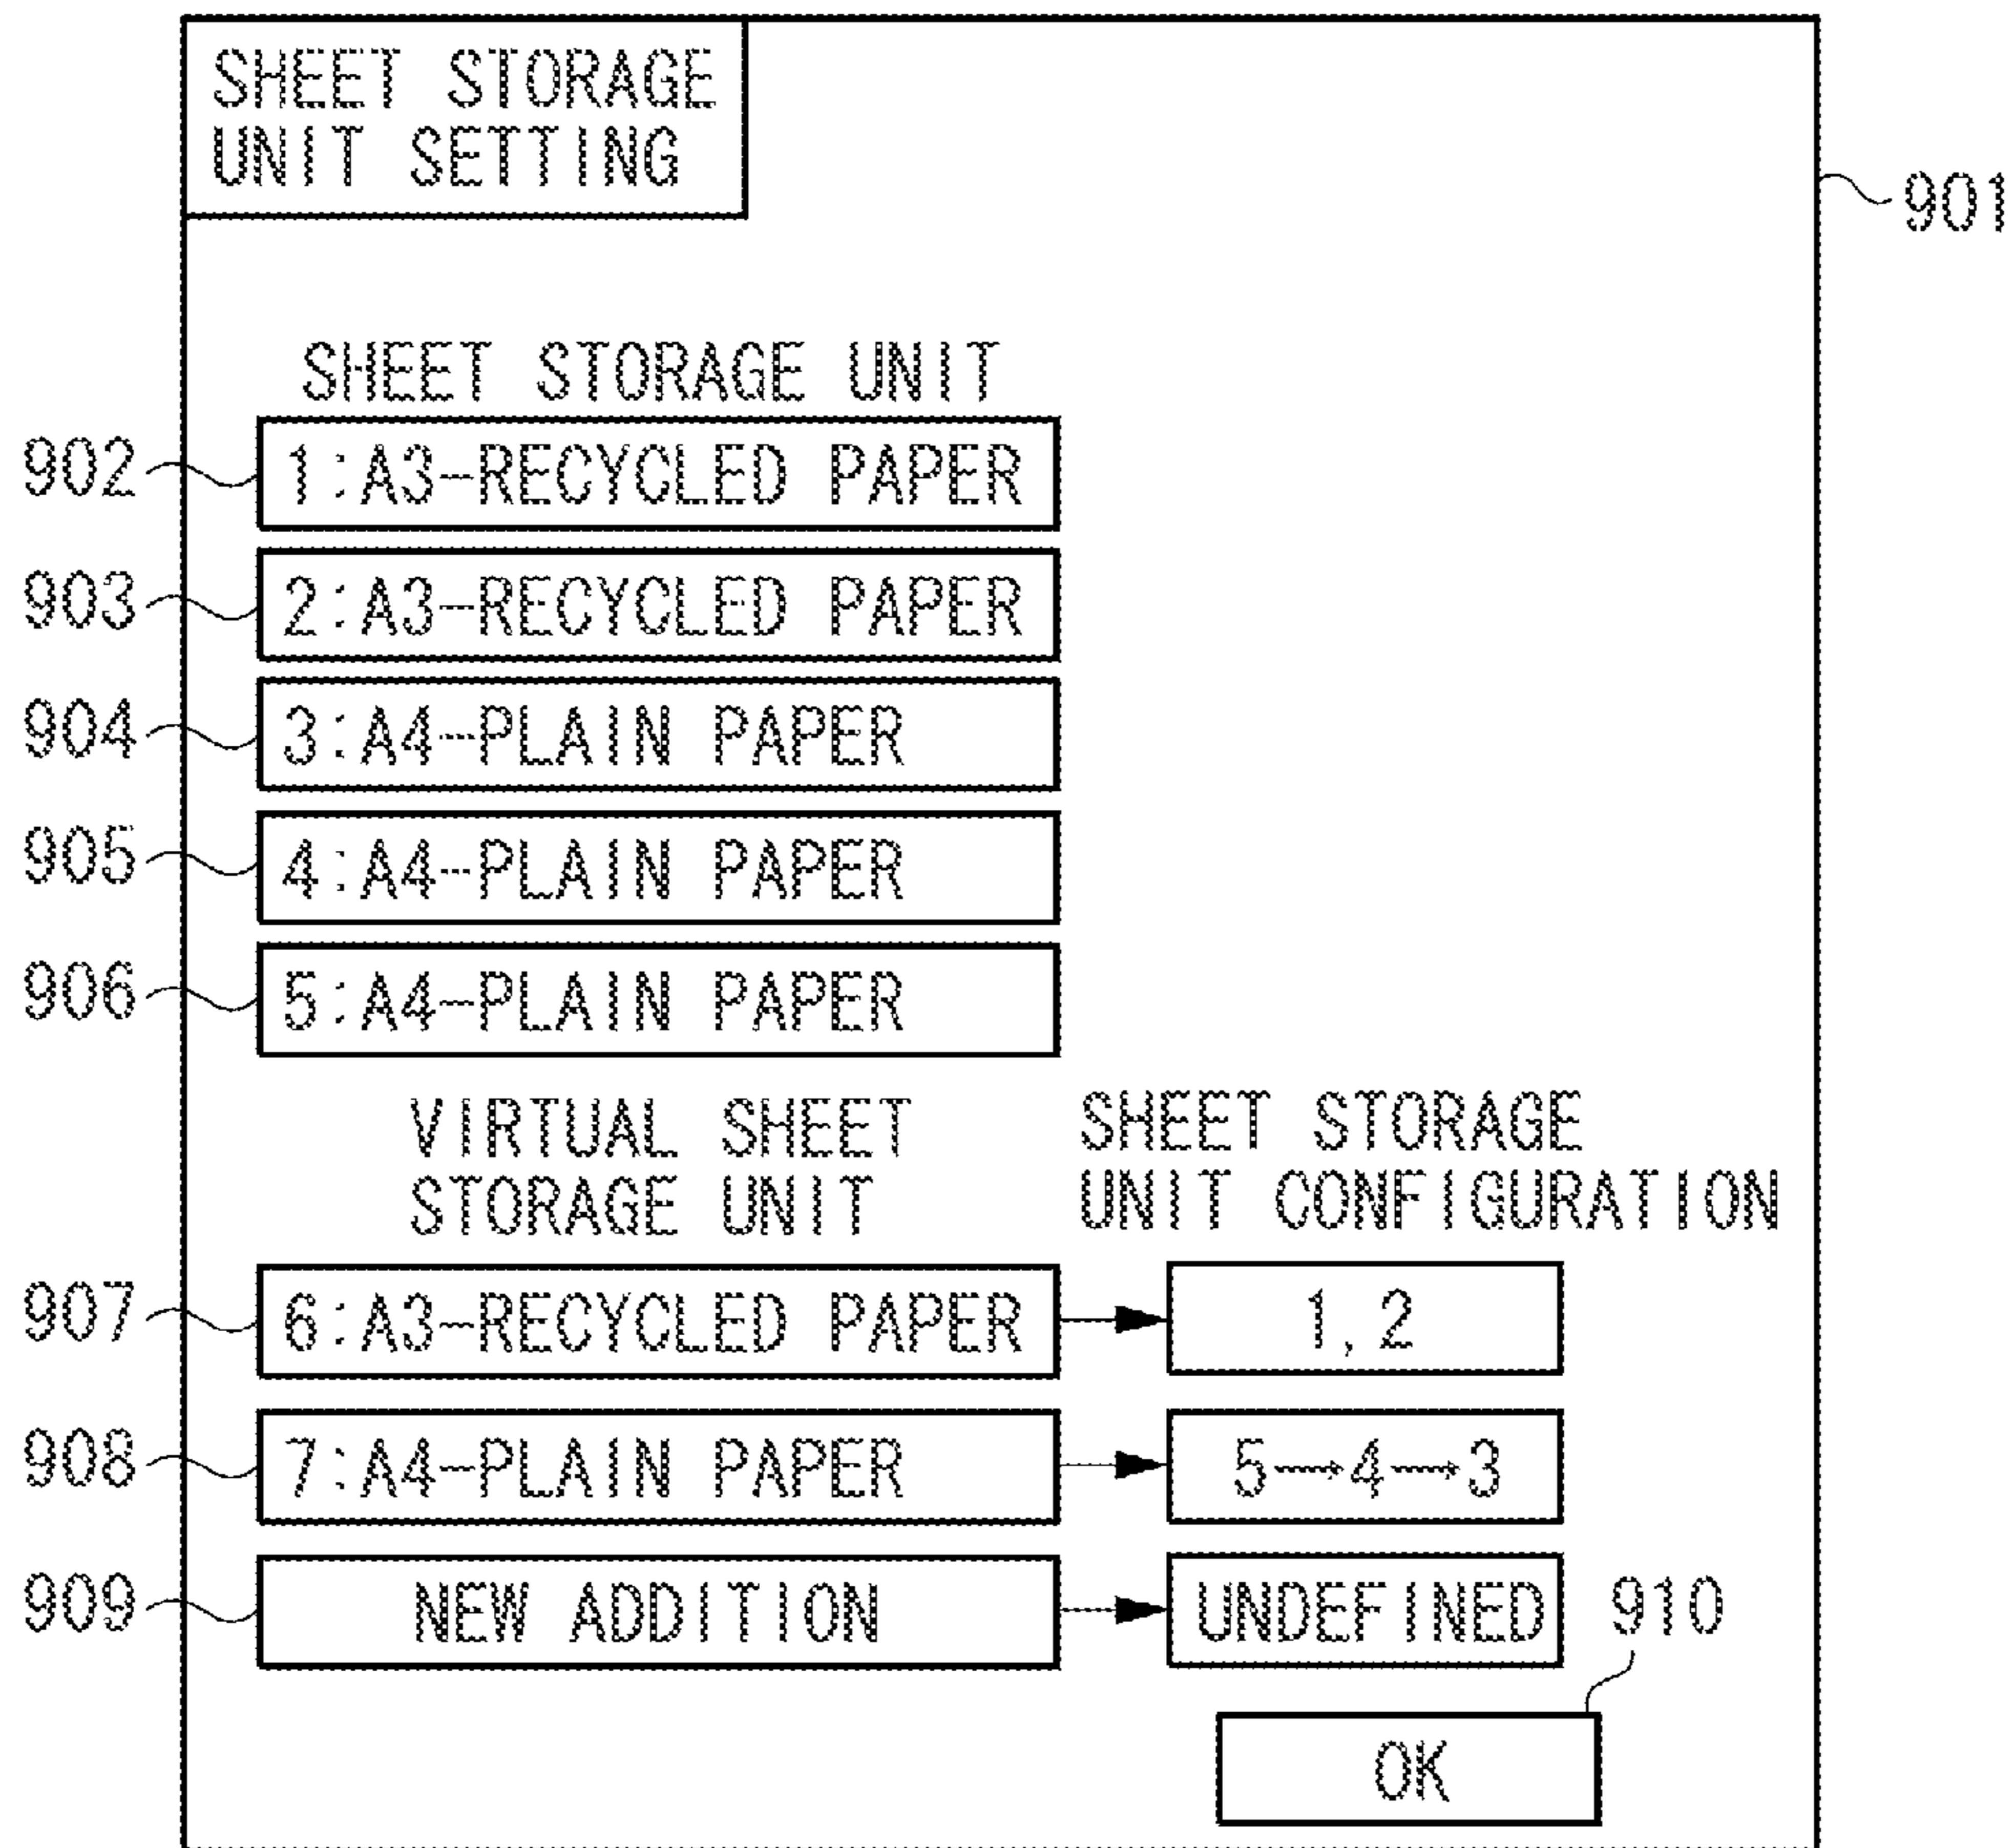 SHEET STORAGE
UNIT SETTING
901
SHEET STORAGE UNIT
902 1:A3-RECYCLED PAPER
903 2:A3-RECYCLED PAPER
904 3:A4-PLAIN PAPER
905 4:A4-PLAIN PAPER
906 5:A4-PLAIN PAPER
VIRTUAL SHEET
STORAGE UNIT
SHEET STORAGE
UNIT CONFIGURATION
907 6:A3-RECYCLED PAPER 1,2
908 7:A4-PLAIN PAPER 5→4→3
909 NEW ADDITION UNDEFINED 910
OK